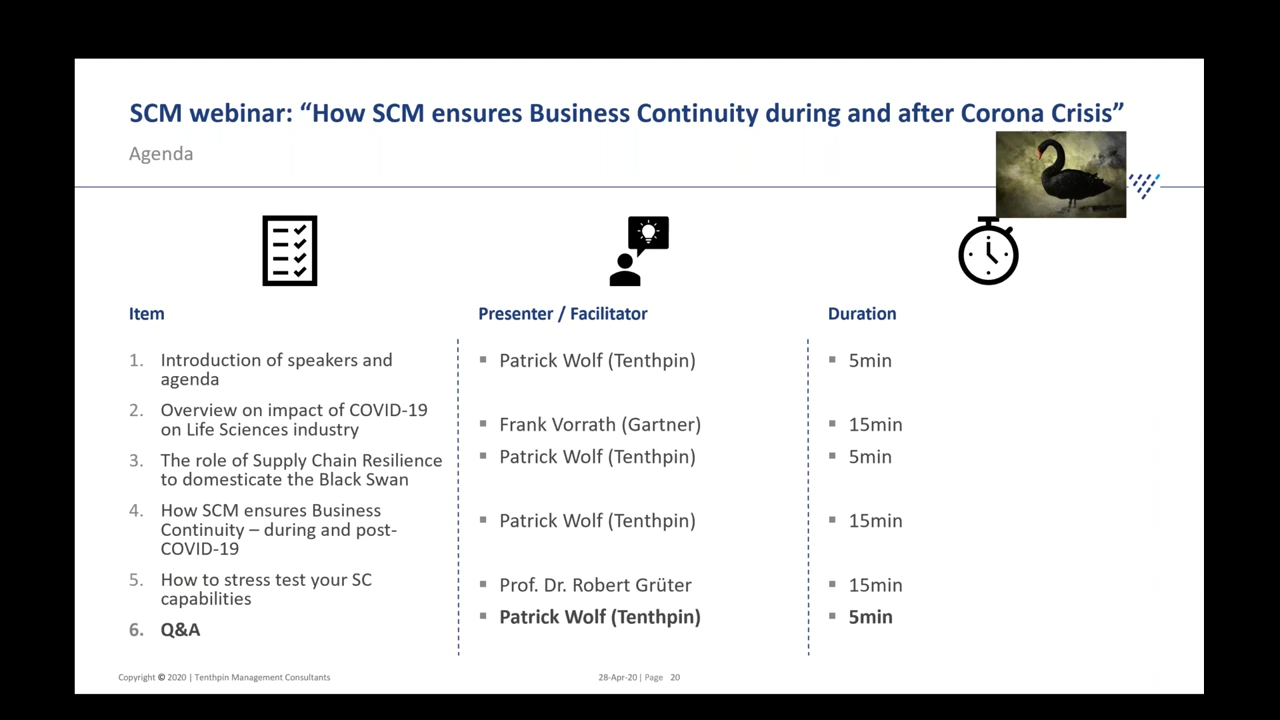 SCM webinar: “How SCM ensures Business Continuity during and after Corona Crisis”
Agenda
Item
1. Introduction of speakers and
agenda
2. Overview on impact of COVID-19
on Life Sciences industry
3. The role of Supply Chain Resilience
to domesticate the Black Swan
4. How SCM ensures Business
Continuity – during and post-
COVID-19
5. How to stress test your SC
capabilities
6. Q&A
Presenter / Facilitator
▪ Patrick Wolf (Tenthpin)
▪ Frank Vorrath (Gartner)
▪ Patrick Wolf (Tenthpin)
▪ Patrick Wolf (Tenthpin)
▪ Prof. Dr. Robert Grüter
▪ Patrick Wolf (Tenthpin)
Duration
▪ 5min
▪ 15min
▪ 5min
▪ 15min
▪ 15min
▪ 5min
Copyright © 2020 | Tenthpin Management Consultants
28-Apr-20 | Page 20